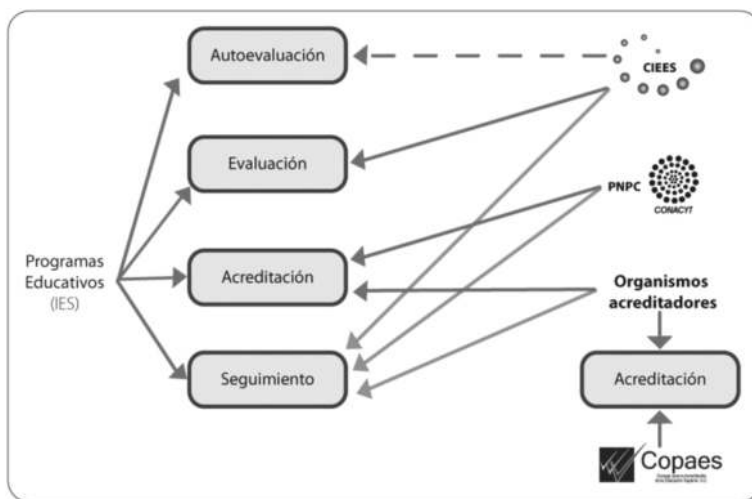 Autoevaluación
CIEES
Evaluación
PNPC
CONACYT
Programas
Educativos
(IES)
Acreditación
Organismos
acreditadores
Seguimiento
Acreditación
Copaes